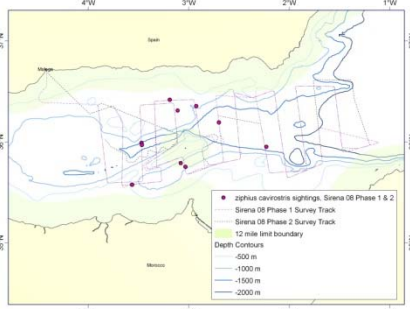 4°W 3°W 2°W 1°W
37°N
Spain
Malaga
36°N
35°N
Morocco
ziphius cavirostris sightings, Sirena 08 Phase 1 & 2
Sirena 08 Phase 1 Survey Track
Sirena 08 Phase 2 Survey Track
12 mile limit boundary
Depth Contours
-500 m
-1000 m
-1500 m
-2000 m